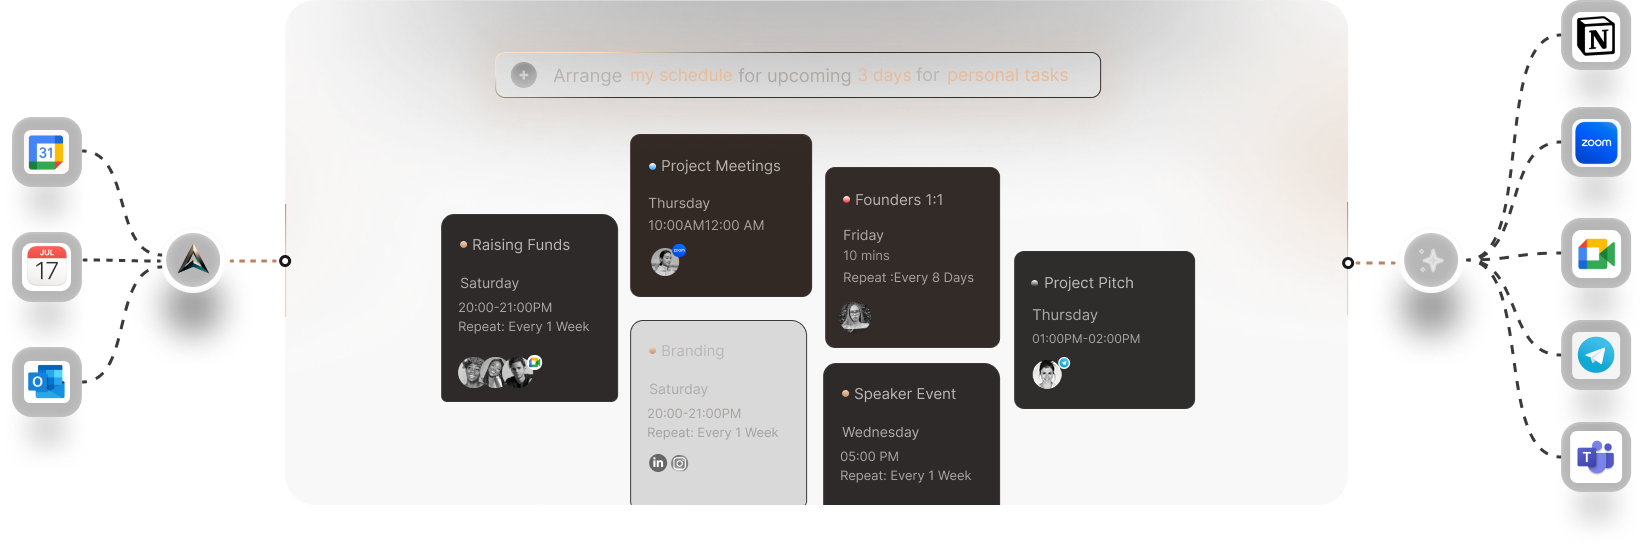 Arrange my schedule for upcoming 3 days for personal tasks
31
JUL
17
O
Raising Funds
Saturday
20:00-21:00PM
Repeat: Every 1 Week
Project Meetings
Thursday
10:00AM12:00 AM
zoom
Branding
Saturday
20:00-21:00PM
Repeat: Every 1 Week
in
Founders 1:1
Friday
10 mins
Repeat :Every 8 Days
Speaker Event
Wednesday
05:00 PM
Repeat: Every 1 Week
Project Pitch
Thursday
01:00PM-02:00PM
N
zoom
T